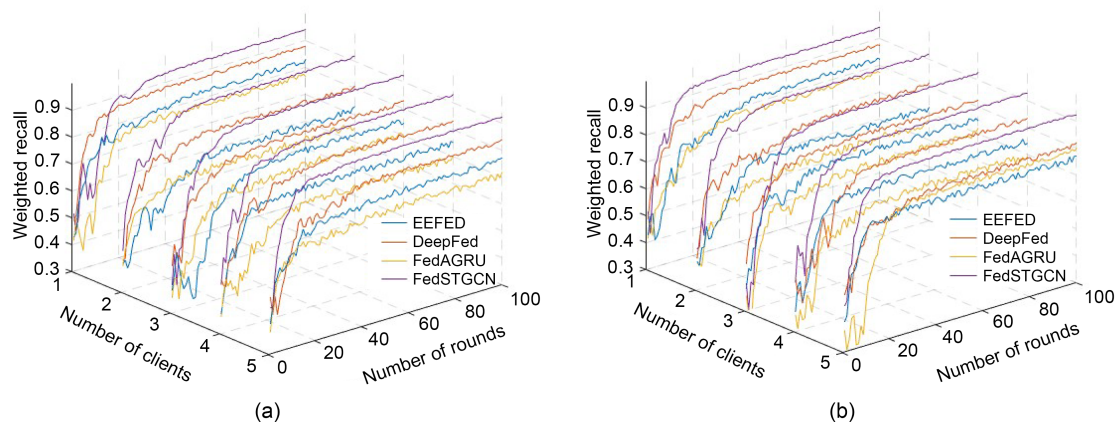 Weighted recall
0.9
0.8
0.7
0.6
0.5
0.4
0.3
1
2
3
4
5
Number of clients
0
20
40
60
80
100
Number of rounds
EEFED
DeepFed
FedAGRU
FedSTGCN
(a)
Weighted recall
0.9
0.8
0.7
0.6
0.5
0.4
0.3
1
2
3
4
5
Number of clients
0
20
40
60
80
100
Number of rounds
EEFED
DeepFed
FedAGRU
FedSTGCN
(b)